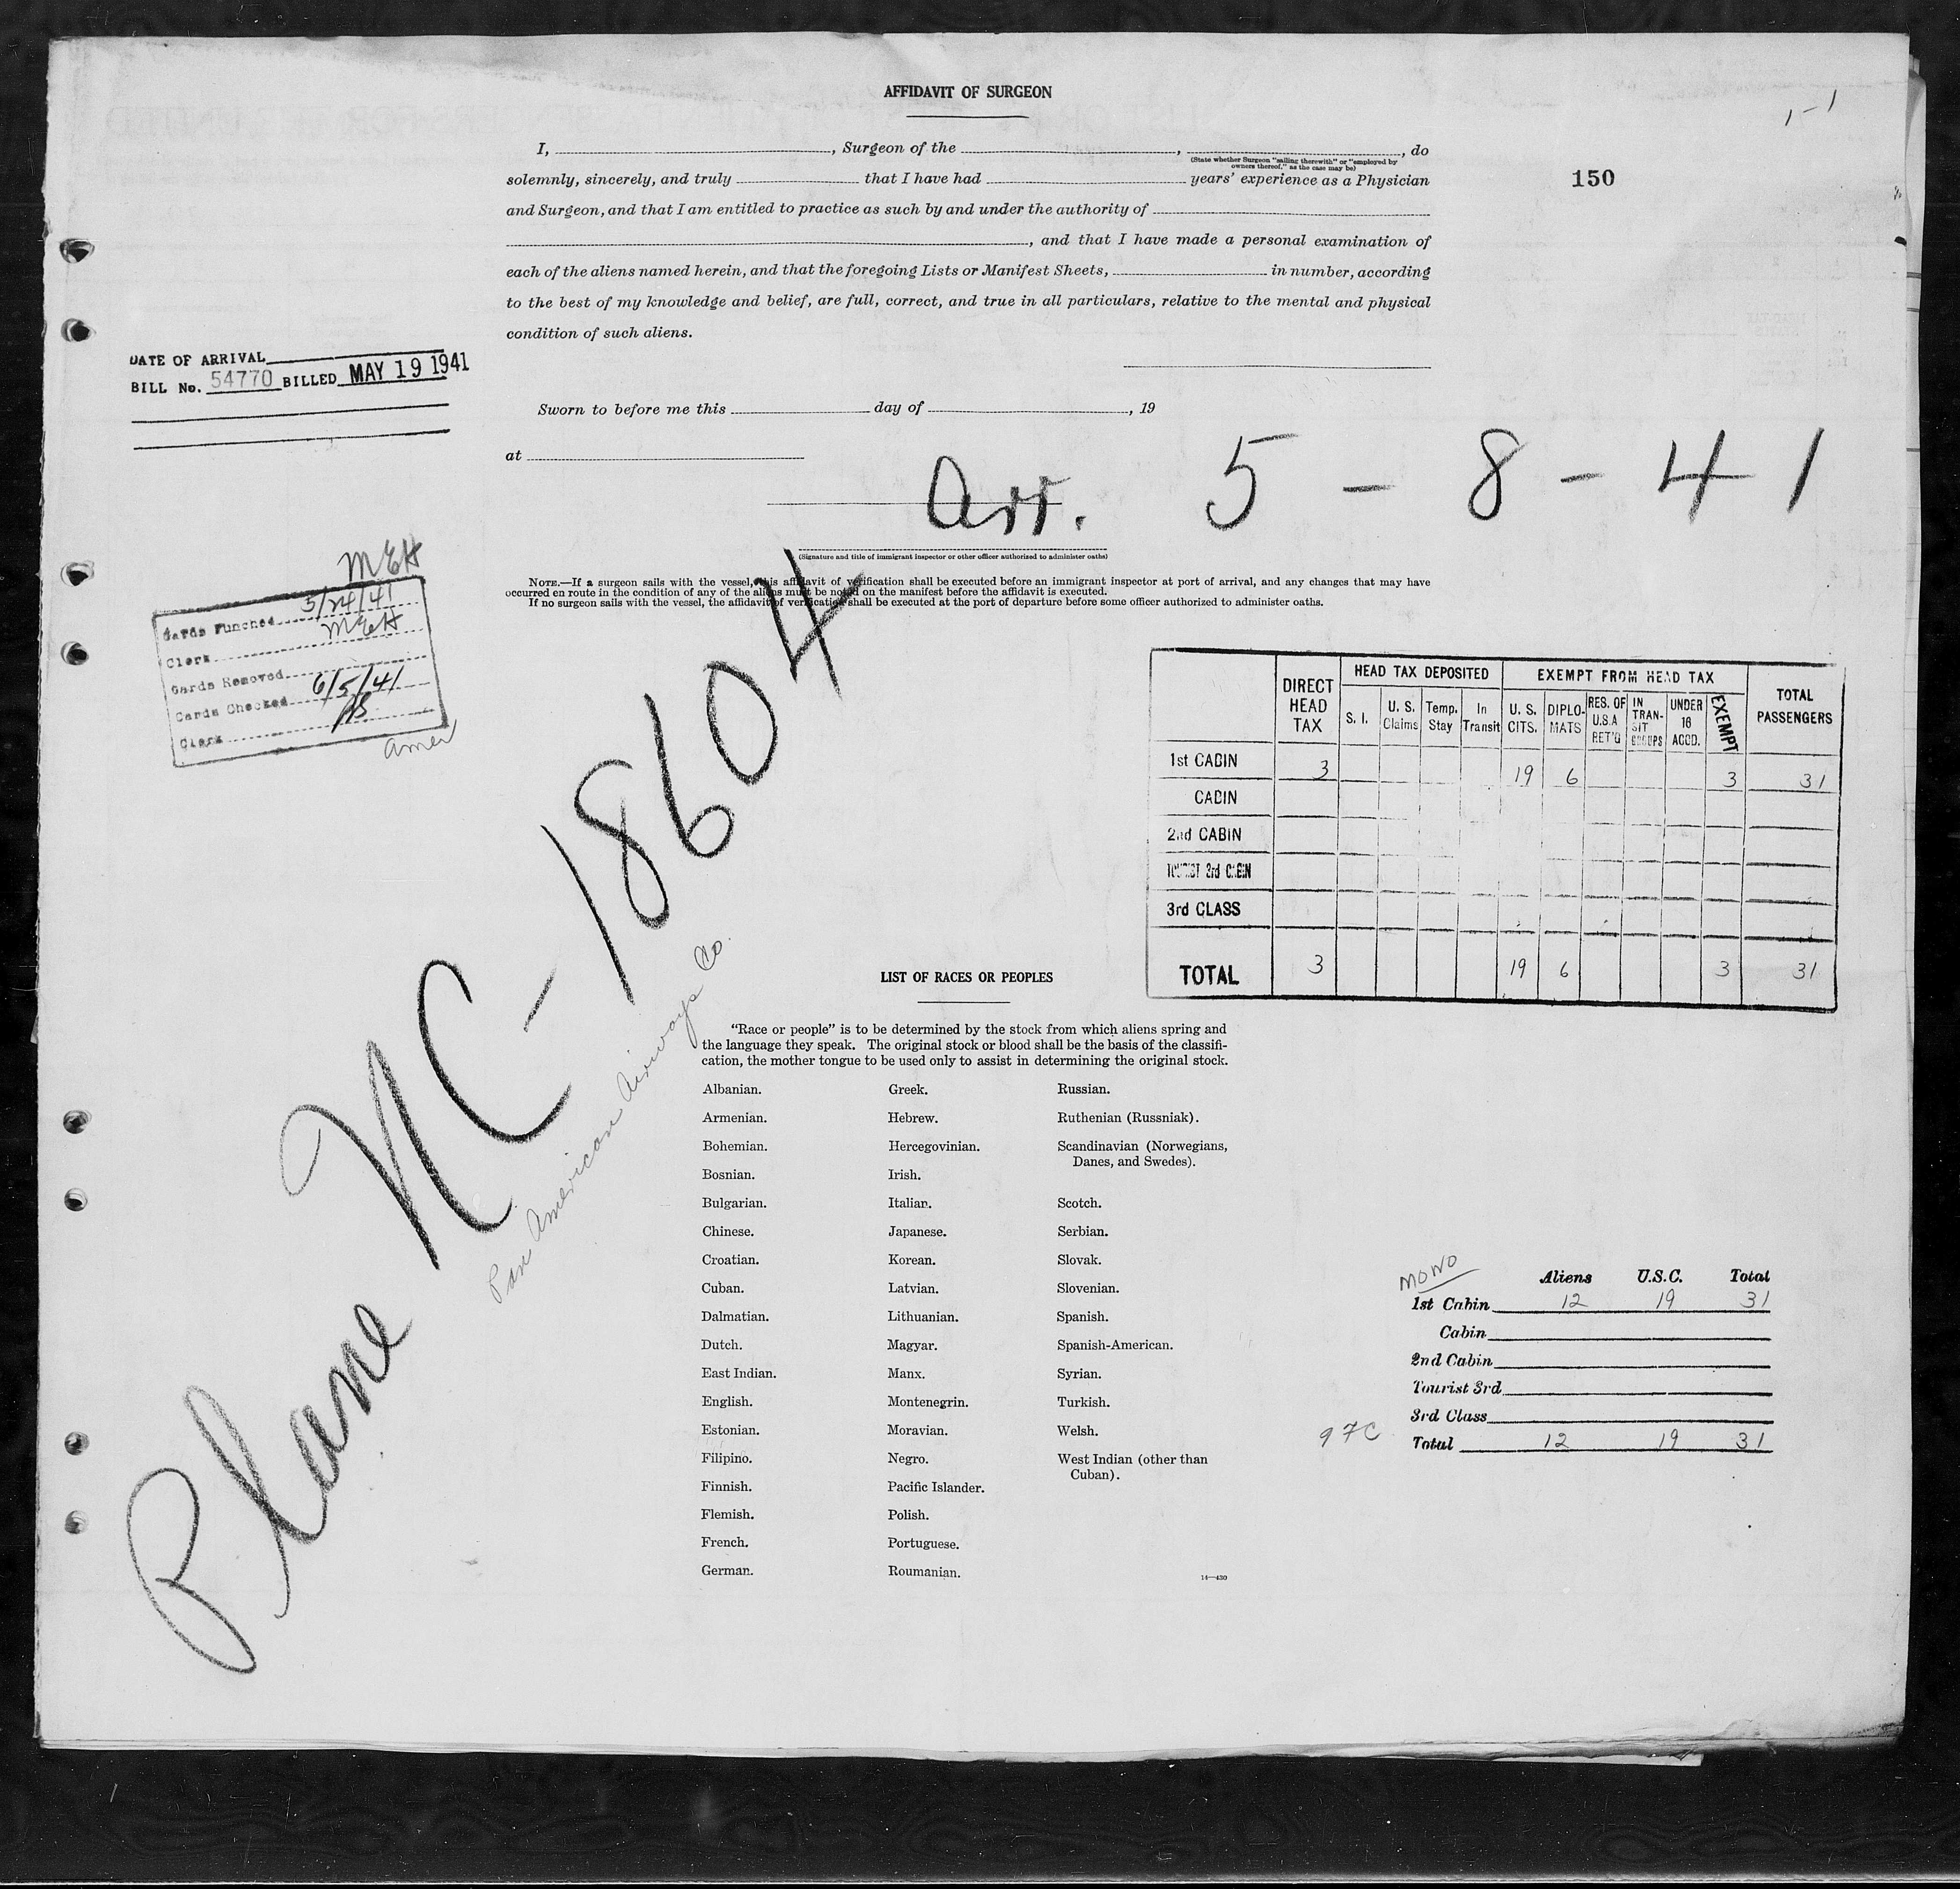 AFFIDAVIT OF SURGEON
1-1
150
I, , Surgeon of the , , do
(State whether Surgeon "sailing therewith" or "employed by
owners thereof," as the case may be)
solemnly, sincerely, and truly that I have had years' experience as a Physician
and Surgeon, and that I am entitled to practice as such by and under the authority of
, and that I have made a personal examination of
each of the aliens named herein, and that the foregoing Lists or Manifest Sheets, in number, according
to the best of my knowledge and belief, are full, correct, and true in all particulars, relative to the mental and physical
condition of such aliens.
DATE OF ARRIVAL
BILL No. 54770 BILLED MAY 19 1941
Sworn to before me this day of , 19
at
Arr. 5-8-41
(Signature and title of immigrant inspector or other officer authorized to administer oaths)
NOTE.—If a surgeon sails with the vessel, this affidavit of verification shall be executed before an immigrant inspector at port of arrival, and any changes that may have
occurred en route in the condition of any of the aliens must be noted on the manifest before the affidavit is executed.
If no surgeon sails with the vessel, the affidavit of verification shall be executed at the port of departure before some officer authorized to administer oaths.
MEH
Cards Punched 5/24/41
Clerk MEH
Cards Removed
Cards Checked 6/5/41
Clerk
amer
Plane NC-18604
Pan American Airways Co.
DIRECT HEAD TAX
HEAD TAX DEPOSITED
EXEMPT FROM HEAD TAX
TOTAL PASSENGERS
S. I. U. S. Claims Temp. Stay In Transit U. S. CITS. DIPLO-MATS RES. OF U.S.A RET'G IN TRAN-SIT GROUPS UNDER 16 ACCD. EXEMPT
1st CABIN 3 19 6 3 31
CABIN
2nd CABIN
TOURIST 3rd CABIN
3rd CLASS
TOTAL 3 19 6 3 31
LIST OF RACES OR PEOPLES
"Race or people" is to be determined by the stock from which aliens spring and
the language they speak. The original stock or blood shall be the basis of the classifi-
cation, the mother tongue to be used only to assist in determining the original stock.
Albanian. Greek. Russian.
Armenian. Hebrew. Ruthenian (Russniak).
Bohemian. Hercegovinian. Scandinavian (Norwegians,
Danes, and Swedes).
Bosnian. Irish.
Bulgarian. Italian. Scotch.
Chinese. Japanese. Serbian.
Croatian. Korean. Slovak.
Cuban. Latvian. Slovenian.
Dalmatian. Lithuanian. Spanish.
Dutch. Magyar. Spanish-American.
East Indian. Manx. Syrian.
English. Montenegrin. Turkish.
Estonian. Moravian. Welsh.
Filipino. Negro. West Indian (other than
Cuban).
Finnish. Pacific Islander.
Flemish. Polish.
French. Portuguese.
German. Roumanian.
14—430
MONO
Aliens U.S.C. Total
1st Cabin 12 19 31
Cabin
2nd Cabin
Tourist 3rd
3rd Class
97C
Total 12 19 31